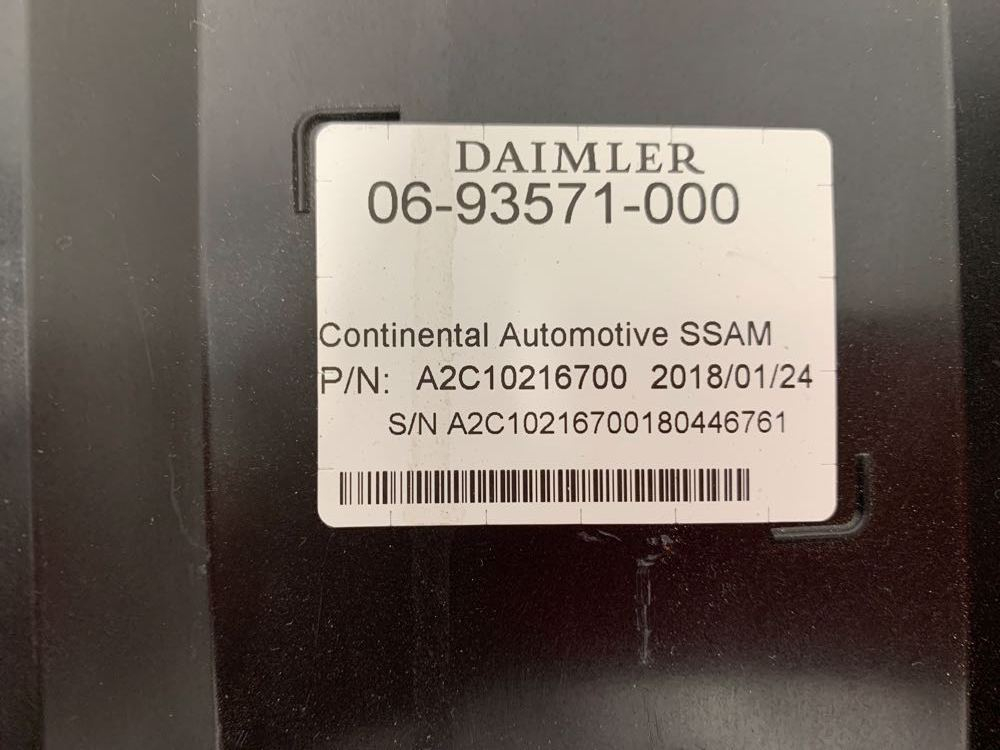 DAIMLER
06-93571-000
Continental Automotive SSAM
P/N: A2C10216700 2018/01/24
S/N A2C10216700180446761